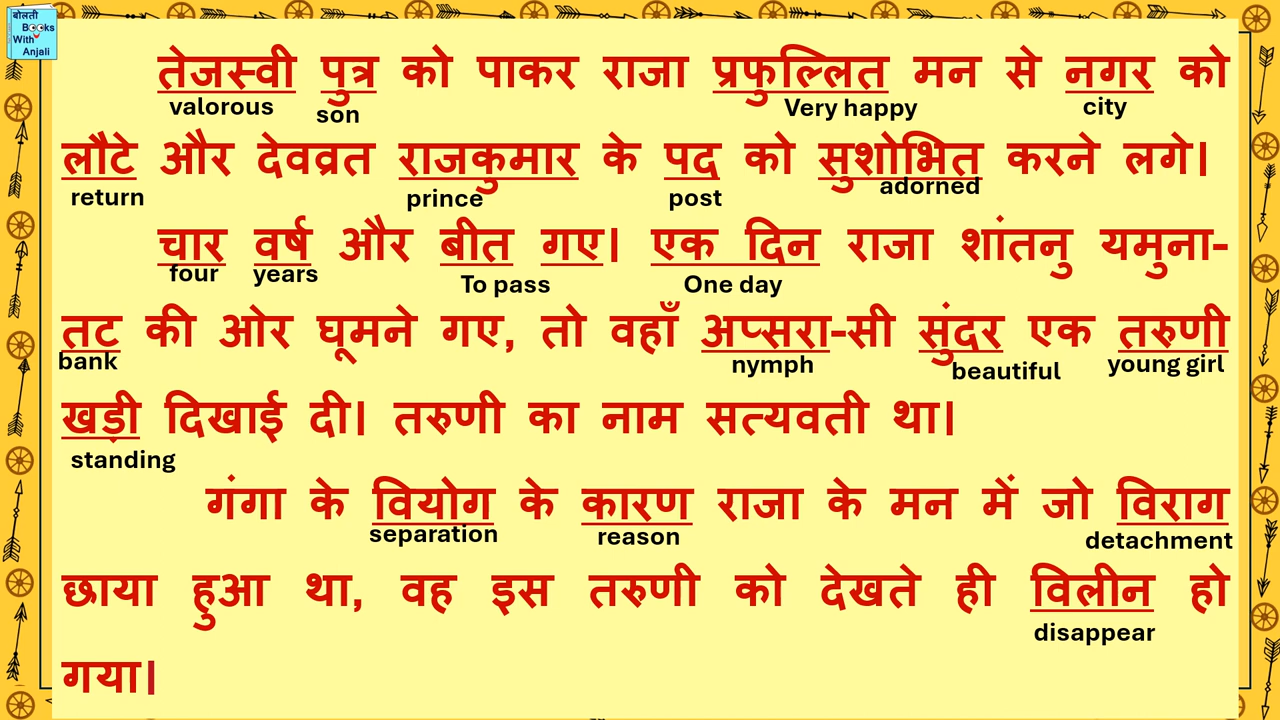 बोलती
Books
With
Anjali
तेजस्वी पुत्र को पाकर राजा प्रफुल्लित मन से नगर को
valorous son Very happy city
लौटे और देवव्रत राजकुमार के पद को सुशोभित करने लगे।
return prince post adorned
चार वर्ष और बीत गए। एक दिन राजा शांतनु यमुना-
four years To pass One day
तट की ओर घूमने गए, तो वहाँ अप्सरा-सी सुंदर एक तरुणी
bank nymph beautiful young girl
खड़ी दिखाई दी। तरुणी का नाम सत्यवती था।
standing
गंगा के वियोग के कारण राजा के मन में जो विराग
separation reason detachment
छाया हुआ था, वह इस तरुणी को देखते ही विलीन हो
disappear
गया।